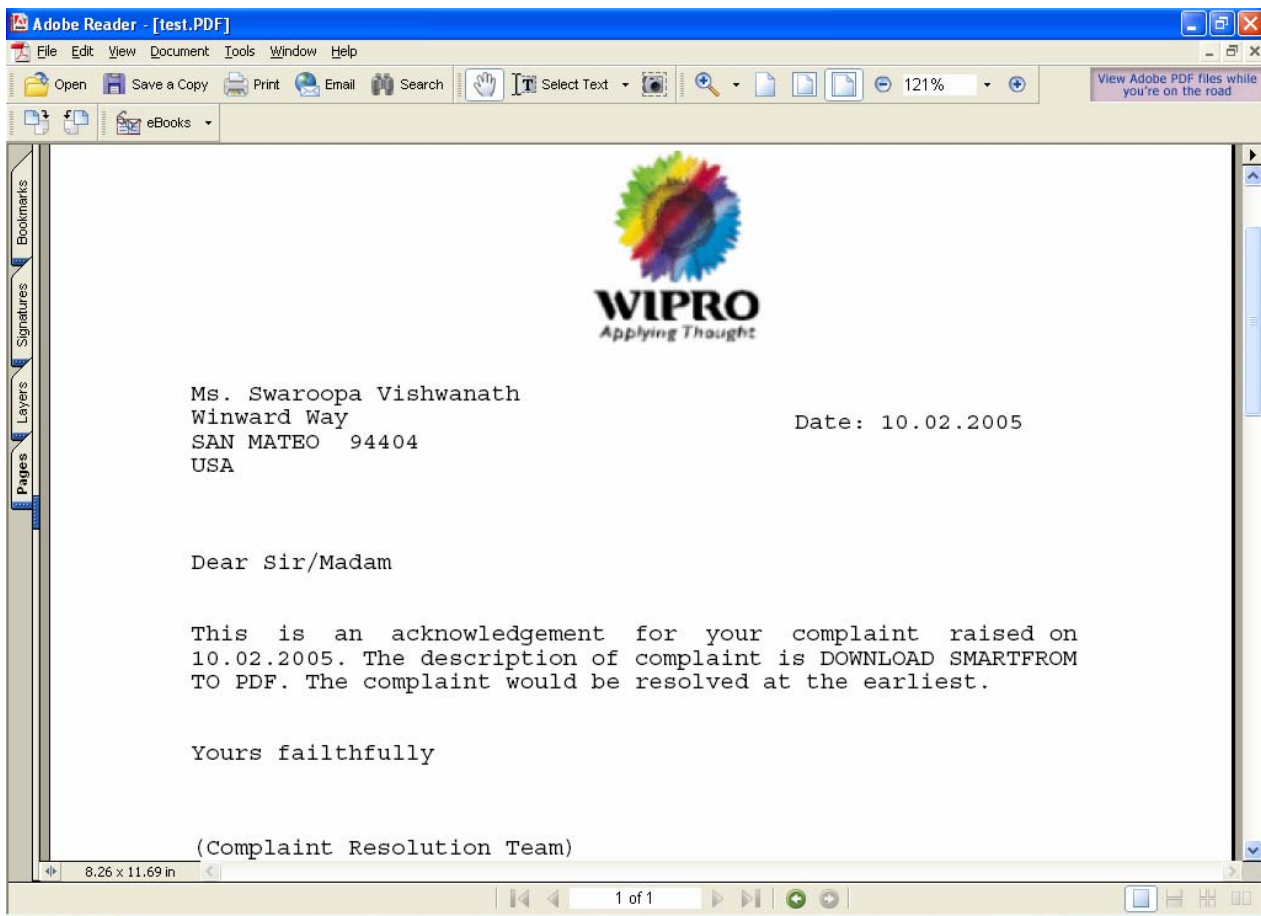 Adobe Reader - [test.PDF]
File Edit View Document Tools Window Help
Open Save a Copy Print Email Search Select Text 121% View Adobe PDF files while
you're on the road
eBooks
Bookmarks
Signatures
Layers
Pages
WIPRO
Applying Thought
Ms. Swaroopa Vishwanath
Winward Way
Date: 10.02.2005
SAN MATEO 94404
USA
Dear Sir/Madam
This is an acknowledgement for your complaint raised on
10.02.2005. The description of complaint is DOWNLOAD SMARTFROM
TO PDF. The complaint would be resolved at the earliest.
Yours failthfully
(Complaint Resolution Team)
8.26 x 11.69 in
1 of 1